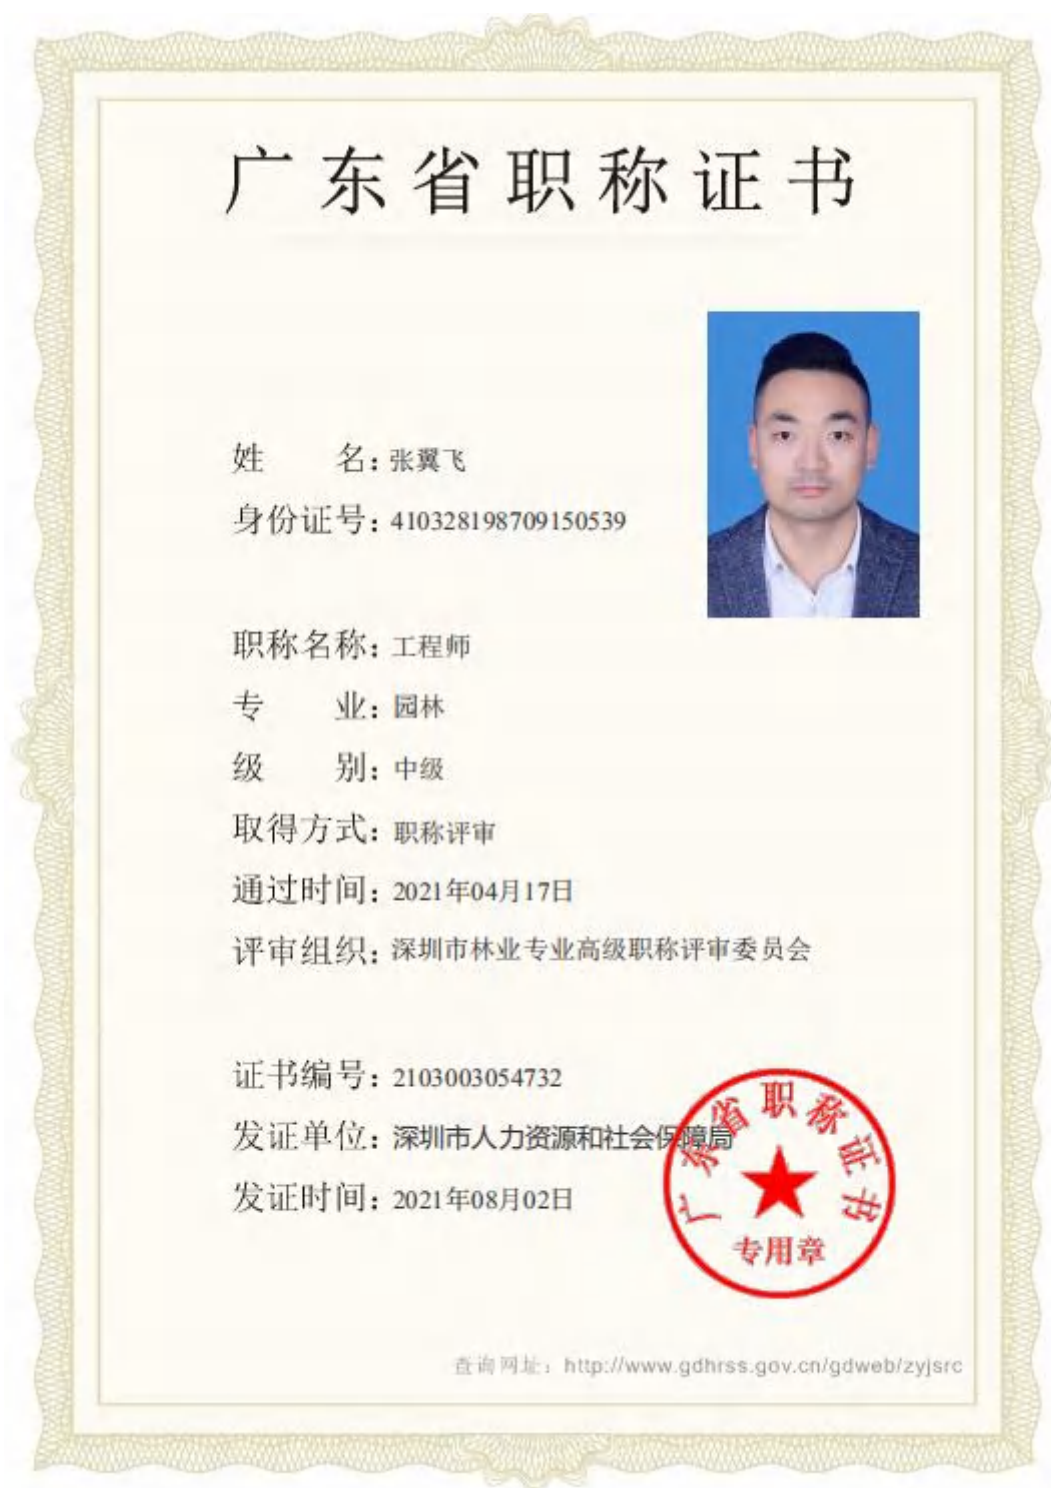 广东省职称证书
姓 名：张翼飞
身份证号：410328198709150539
职称名称：工程师
专 业：园林
级 别：中级
取得方式：职称评审
通过时间：2021年04月17日
评审组织：深圳市林业专业高级职称评审委员会
证书编号：2103003054732
发证单位：深圳市人力资源和社会保障局
发证时间：2021年08月02日
广东省职称证书
专用章
查询网址：http://www.gdhrss.gov.cn/gdweb/zyjsrc